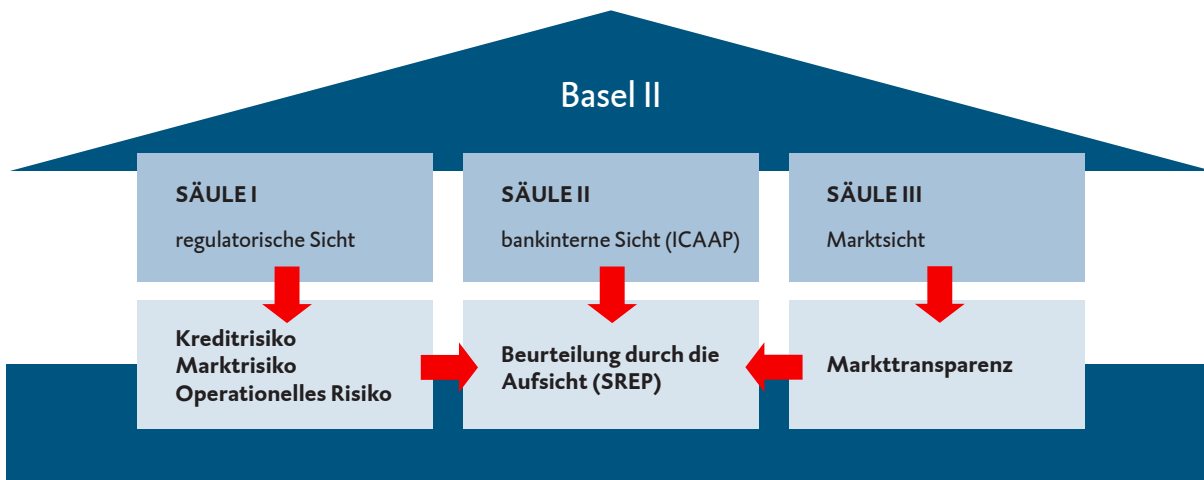 Basel II
SÄULE I
regulatorische Sicht
SÄULE II
bankinterne Sicht (ICAAP)
SÄULE III
Marktsicht
Kreditrisiko
Marktrisiko
Operationelles Risiko
Beurteilung durch die
Aufsicht (SREP)
Markttransparenz